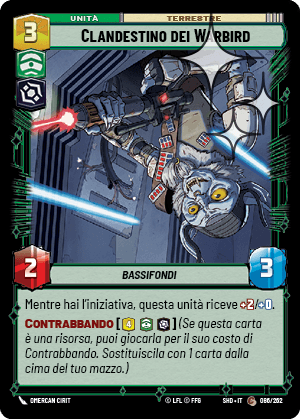 UNITÀ
TERRESTRE
3
CLANDESTINO DEI WARBIRD
2
BASSIFONDI
3
Mentre hai l'iniziativa, questa unità riceve +2/+0.
CONTRABBANDO [4] (Se questa carta
è una risorsa, puoi giocarla per il suo costo di
Contrabbando. Sostituiscila con 1 carta dalla
cima del tuo mazzo.)
OMERCAN CIRIT
© LFL © FFG
SHD • IT
086/262